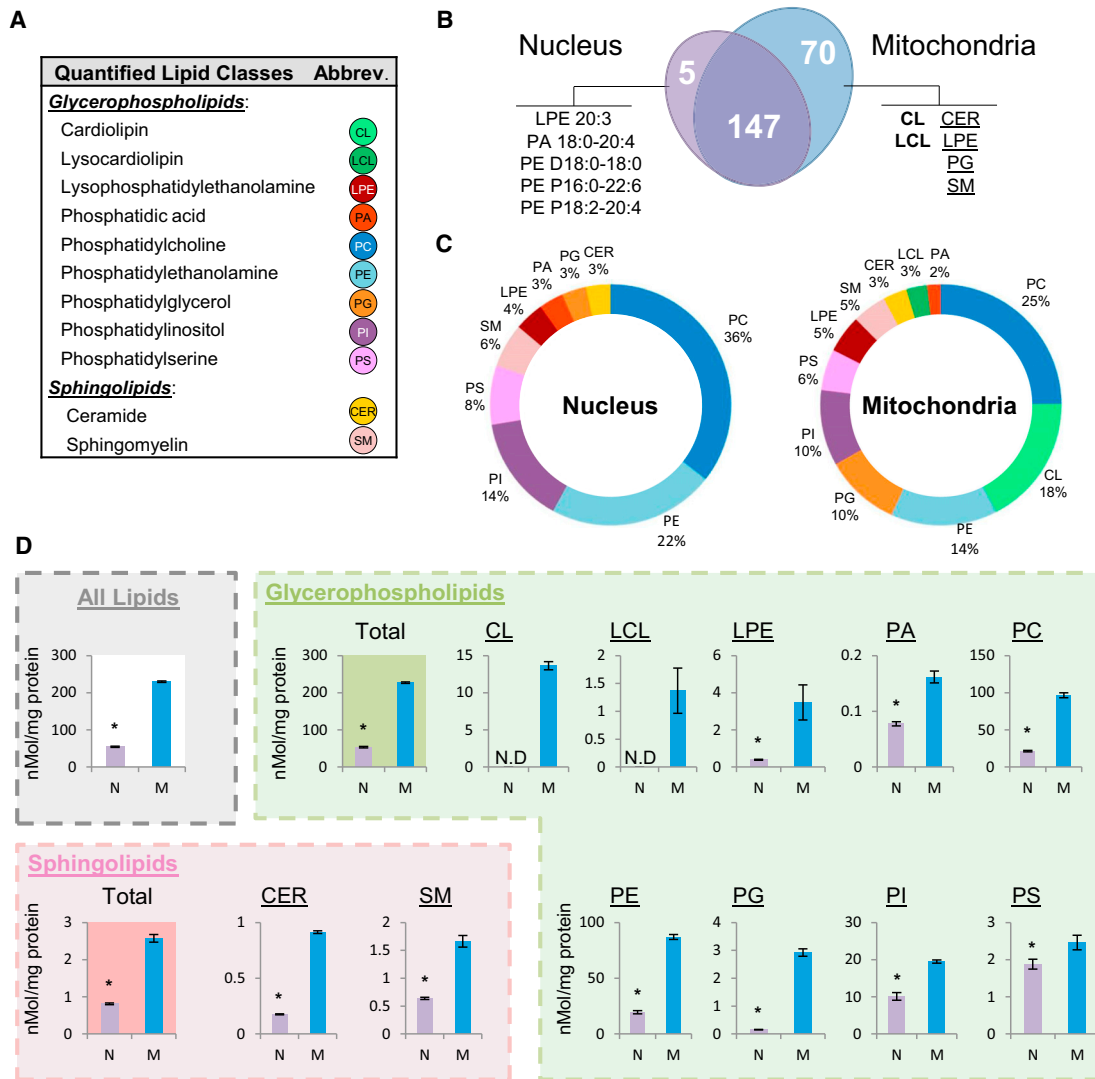 A
Quantified Lipid Classes Abbrev.
Glycerophospholipids:
Cardiolipin CL
Lysocardiolipin LCL
Lysophosphatidylethanolamine LPE
Phosphatidic acid PA
Phosphatidylcholine PC
Phosphatidylethanolamine PE
Phosphatidylglycerol PG
Phosphatidylinositol PI
Phosphatidylserine PS
Sphingolipids:
Ceramide CER
Sphingomyelin SM
B
Nucleus
Mitochondria
5
70
147
LPE 20:3
PA 18:0-20:4
PE D18:0-18:0
PE P16:0-22:6
PE P18:2-20:4
CL CER
LCL LPE
PG
SM
C
Nucleus
PC
36%
PE
22%
PI
14%
PS
8%
SM
6%
LPE
4%
PA
3%
PG
3%
CER
3%
Mitochondria
PC
25%
CL
18%
PE
14%
PG
10%
PI
10%
PS
6%
LPE
5%
SM
5%
CER
3%
LCL
3%
PA
2%
D
All Lipids
nMol/mg protein
300
200
100
0
*
N M
Glycerophospholipids
Total
nMol/mg protein
300
200
100
0
*
N M
CL
15
10
5
0
N.D
N M
LCL
2
1.5
1
0.5
0
N.D
N M
LPE
6
4
2
0
*
N M
PA
0.2
0.1
0
*
N M
PC
150
100
50
0
*
N M
Sphingolipids
Total
nMol/mg protein
3
2
1
0
*
N M
CER
1
0.5
0
*
N M
SM
2
1.5
1
0.5
0
*
N M
PE
nMol/mg protein
100
50
0
*
N M
PG
4
3
2
1
0
*
N M
PI
30
20
10
0
*
N M
PS
3
2
1
0
*
N M